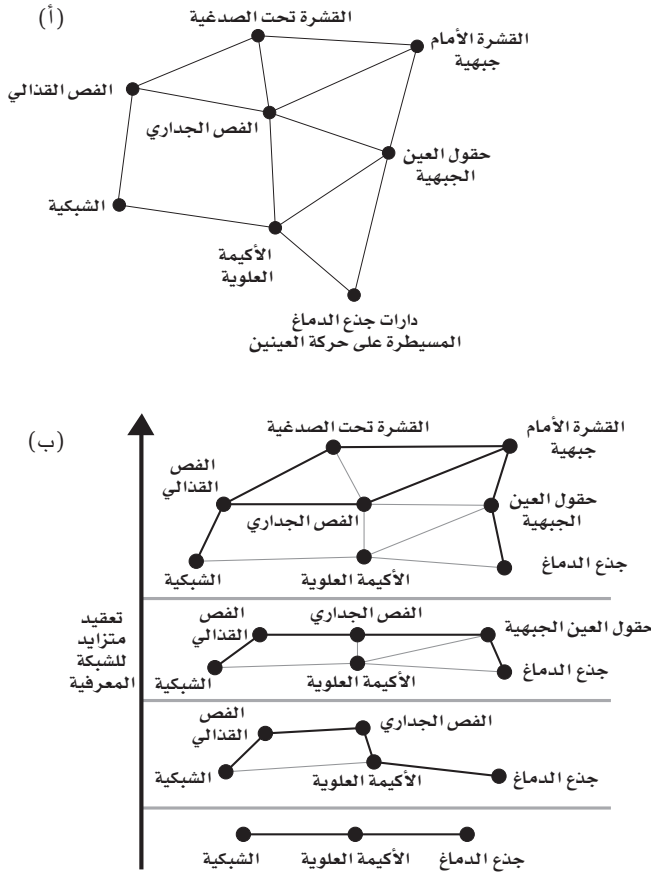 (أ)
القشرة تحت الصدغية
القشرة الأمام
جبهية
الفص القذالي
الفص الجداري
حقول العين
الجبهية
الشبكية
الأكيمة
العلوية
دارات جذع الدماغ
المسيطرة على حركة العينين
(ب)
القشرة تحت الصدغية
القشرة الأمام
جبهية
الفص
القذالي
الفص الجداري
حقول العين
الجبهية
الشبكية
الأكيمة العلوية
جذع الدماغ
تعقيد
متزايد
للشبكة
المعرفية
الفص
القذالي
الفص الجداري
حقول العين الجبهية
الشبكية
الأكيمة العلوية
جذع الدماغ
الفص
القذالي
الفص الجداري
الشبكية
الأكيمة العلوية
جذع الدماغ
الشبكية
الأكيمة العلوية
جذع الدماغ